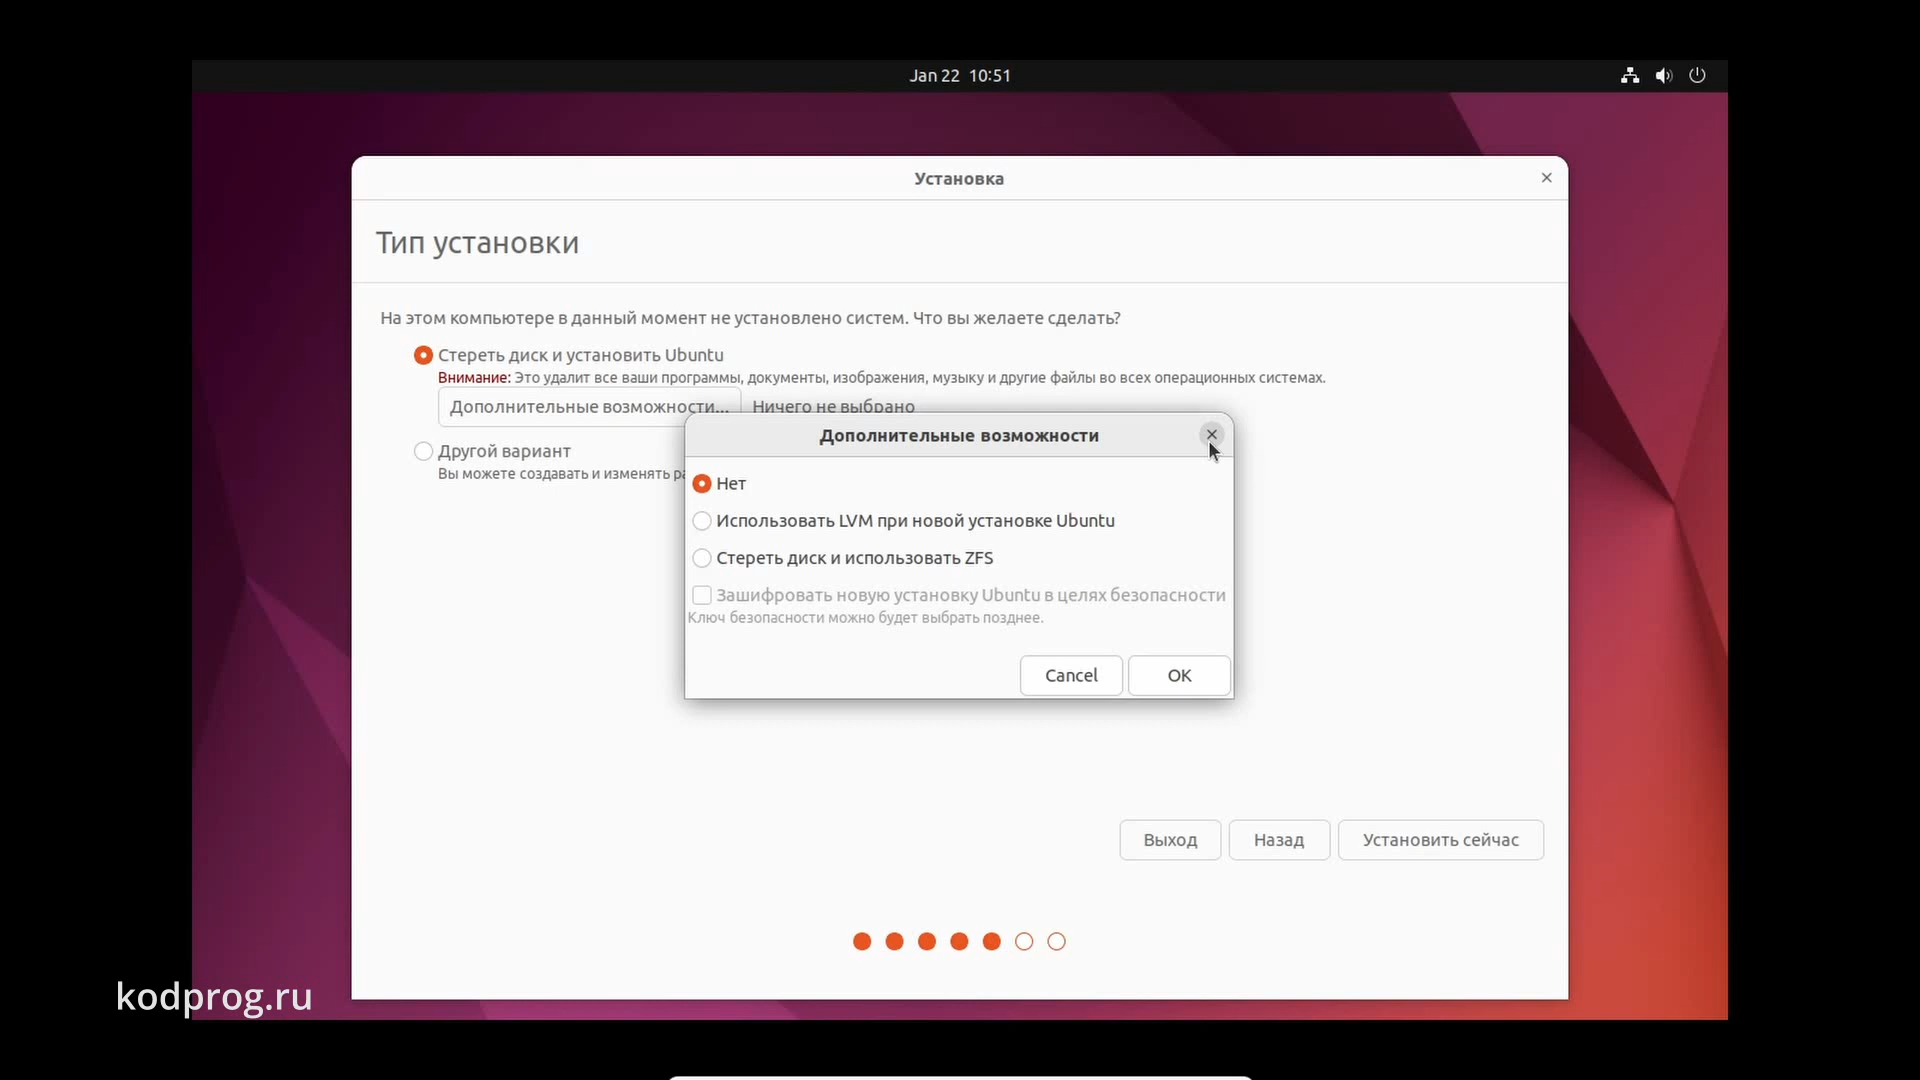 Jan 22 10:51
Установка
Тип установки
На этом компьютере в данный момент не установлено систем. Что вы желаете сделать?
Стереть диск и установить Ubuntu
Внимание: Это удалит все ваши программы, документы, изображения, музыку и другие файлы во всех операционных системах.
Дополнительные возможности... Ничего не выбрано
Другой вариант
Вы можете создавать и изменять
Дополнительные возможности
Нет
Использовать LVM при новой установке Ubuntu
Стереть диск и использовать ZFS
Зашифровать новую установку Ubuntu в целях безопасности
Ключ безопасности можно будет выбрать позднее.
Cancel OK
Выход Назад Установить сейчас
kodprog.ru